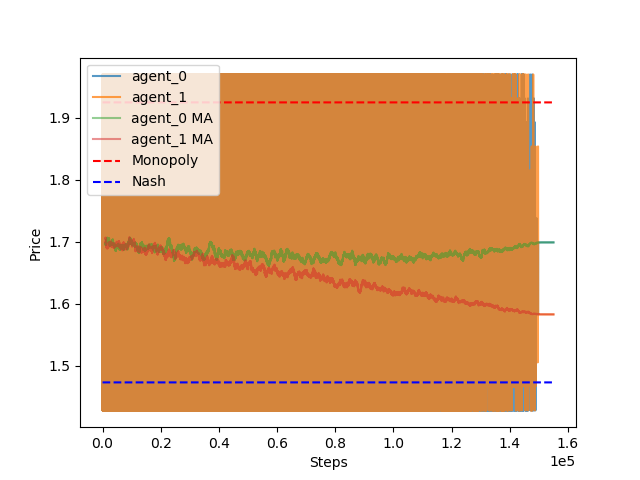 agent_0
agent_1
agent_0 MA
agent_1 MA
Monopoly
Nash
Price
1.9
1.8
1.7
1.6
1.5
0.0 0.2 0.4 0.6 0.8 1.0 1.2 1.4 1.6
Steps
1e5